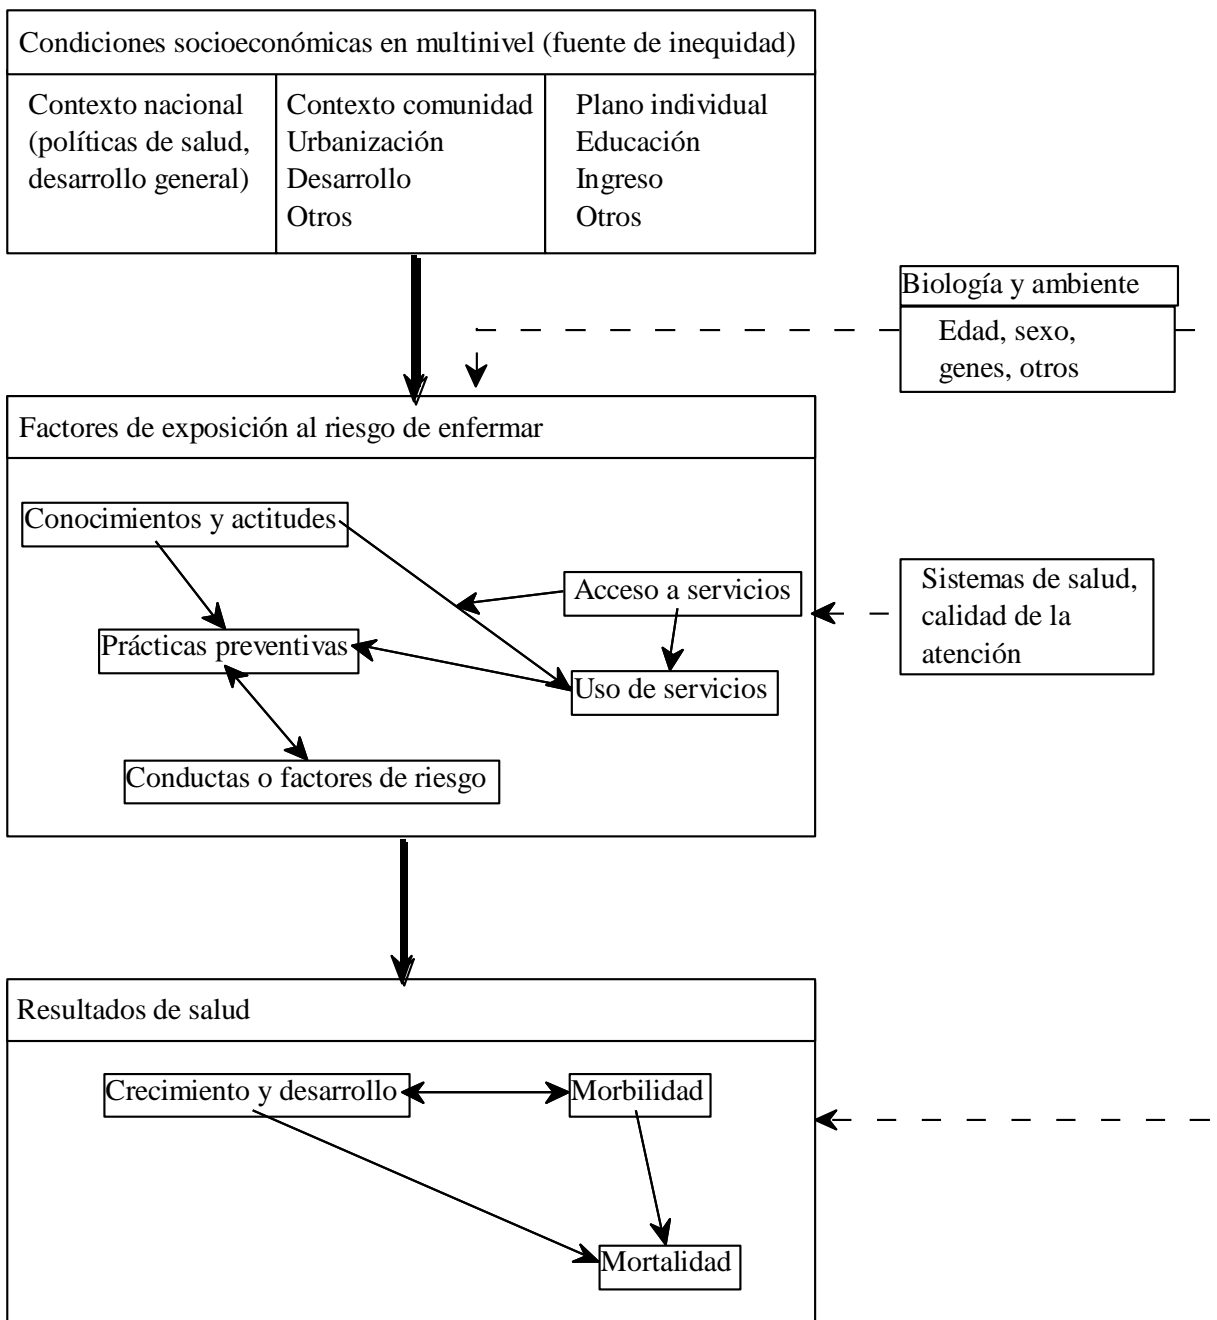 Condiciones socioeconómicas en multinivel (fuente de inequidad)
Contexto nacional
(políticas de salud,
desarrollo general)
Contexto comunidad
Urbanización
Desarrollo
Otros
Plano individual
Educación
Ingreso
Otros
Biología y ambiente
Edad, sexo,
genes, otros
Factores de exposición al riesgo de enfermar
Conocimientos y actitudes
Acceso a servicios
Prácticas preventivas
Uso de servicios
Conductas o factores de riesgo
Sistemas de salud,
calidad de la
atención
Resultados de salud
Crecimiento y desarrollo
Morbilidad
Mortalidad